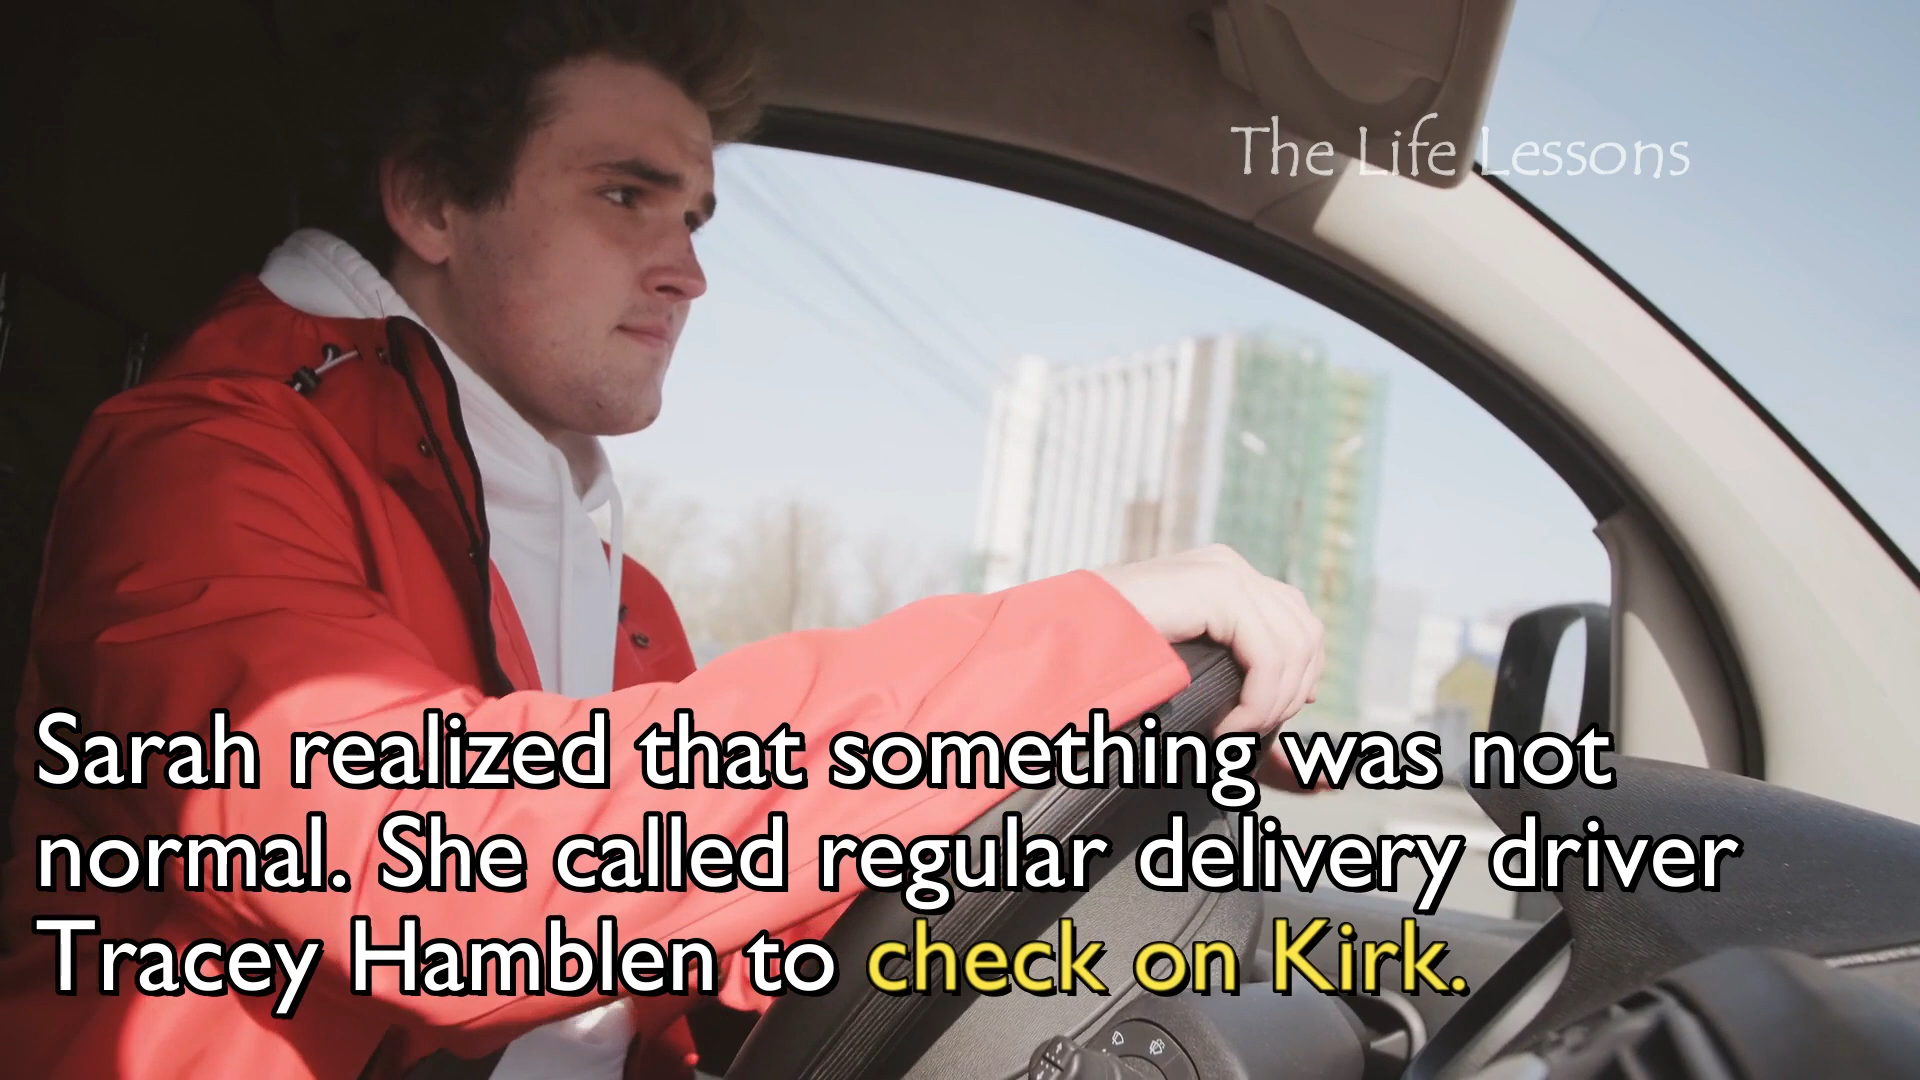 The Life Lessons
Sarah realized that something was not
normal. She called regular delivery driver
Tracey Hamblen to check on Kirk.